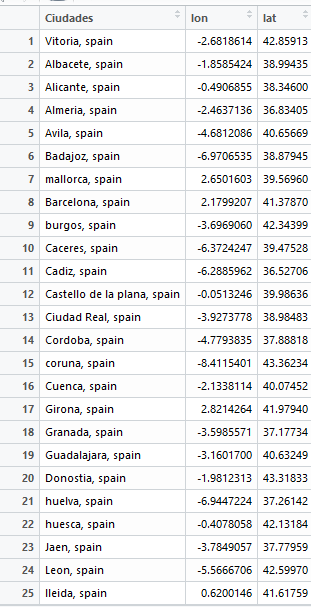 Ciudades lon lat
1 Vitoria, spain -2.6818614 42.85913
2 Albacete, spain -1.8585424 38.99435
3 Alicante, spain -0.4906855 38.34600
4 Almeria, spain -2.4637136 36.83405
5 Avila, spain -4.6812086 40.65669
6 Badajoz, spain -6.9706535 38.87945
7 mallorca, spain 2.6501603 39.56960
8 Barcelona, spain 2.1799207 41.37870
9 burgos, spain -3.6969060 42.34399
10 Caceres, spain -6.3724247 39.47528
11 Cadiz, spain -6.2885962 36.52706
12 Castello de la plana, spain -0.0513246 39.98636
13 Ciudad Real, spain -3.9273778 38.98483
14 Cordoba, spain -4.7793835 37.88818
15 coruna, spain -8.4115401 43.36234
16 Cuenca, spain -2.1338114 40.07452
17 Girona, spain 2.8214264 41.97940
18 Granada, spain -3.5985571 37.17734
19 Guadalajara, spain -3.1601700 40.63249
20 Donostia, spain -1.9812313 43.31833
21 huelva, spain -6.9447224 37.26142
22 huesca, spain -0.4078058 42.13184
23 Jaen, spain -3.7849057 37.77959
24 Leon, spain -5.5666706 42.59970
25 lleida, spain 0.6200146 41.61759